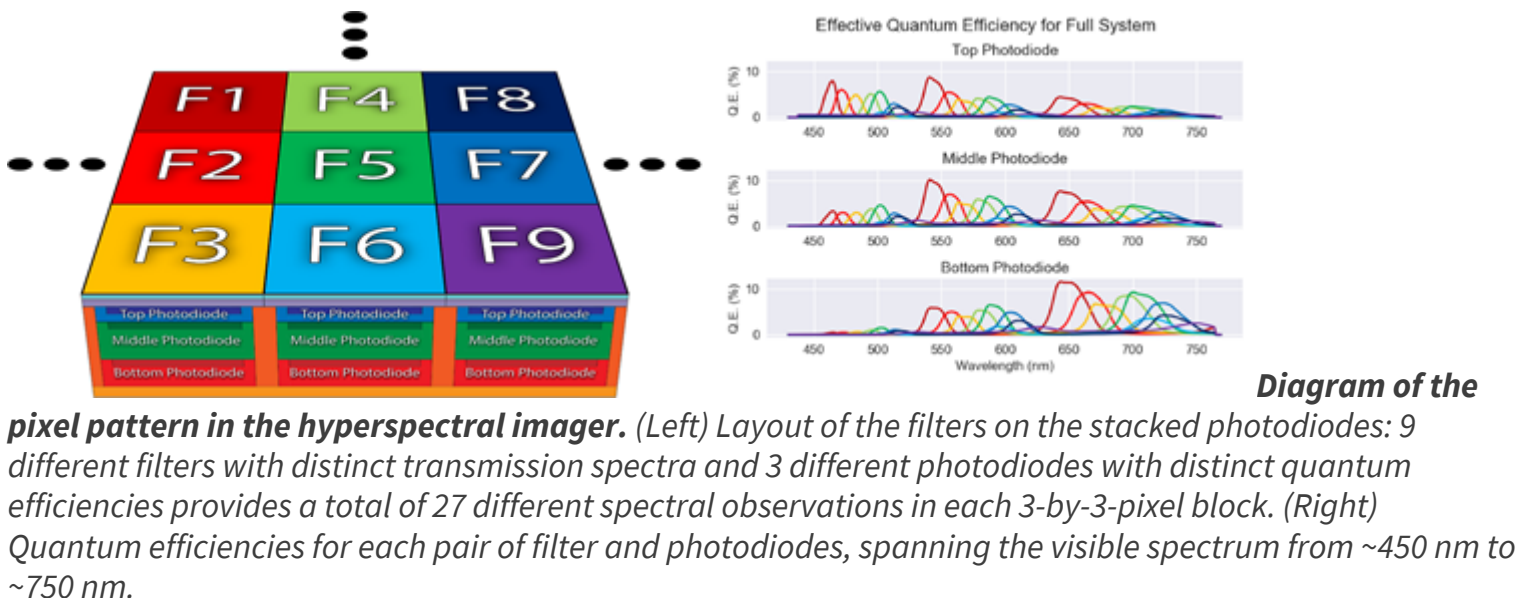 F1 F4 F8
F2 F5 F7
F3 F6 F9
Top Photodiode Top Photodiode Top Photodiode
Middle Photodiode Middle Photodiode Middle Photodiode
Bottom Photodiode Bottom Photodiode Bottom Photodiode
Effective Quantum Efficiency for Full System
Top Photodiode
Q.E. (%)
10
0
450 500 550 600 650 700 750
Middle Photodiode
Q.E. (%)
10
0
450 500 550 600 650 700 750
Bottom Photodiode
Q.E. (%)
10
0
450 500 550 600 650 700 750
Wavelength (nm)
Diagram of the
pixel pattern in the hyperspectral imager. (Left) Layout of the filters on the stacked photodiodes: 9
different filters with distinct transmission spectra and 3 different photodiodes with distinct quantum
efficiencies provides a total of 27 different spectral observations in each 3-by-3-pixel block. (Right)
Quantum efficiencies for each pair of filter and photodiodes, spanning the visible spectrum from ~450 nm to
~750 nm.